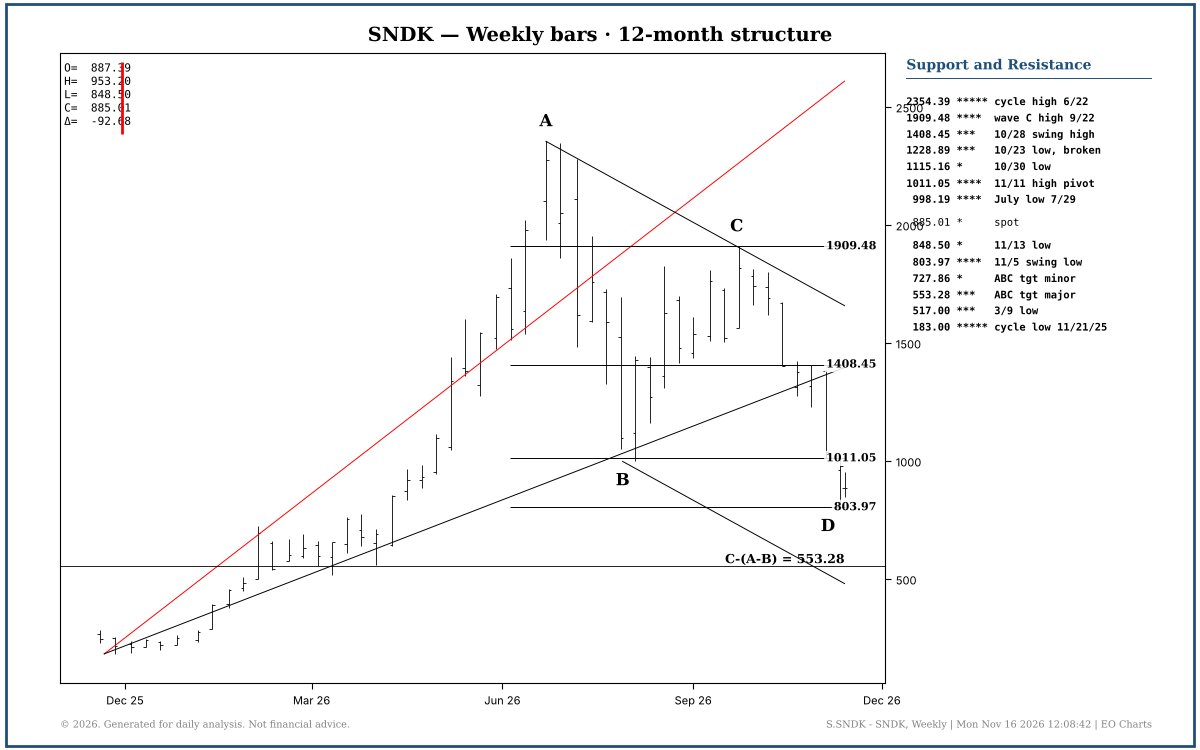 SNDK — Weekly bars · 12-month structure
O= 887.39
H= 953.20
L= 848.50
C= 885.01
Δ= -92.68
A
B
C
D
1909.48
1408.45
1011.05
803.97
C-(A-B) = 553.28
2500
2000
1500
1000
500
Dec 25
Mar 26
Jun 26
Sep 26
Dec 26
Support and Resistance
2354.39 ***** cycle high 6/22
1909.48 **** wave C high 9/22
1408.45 *** 10/28 swing high
1228.89 *** 10/23 low, broken
1115.16 * 10/30 low
1011.05 **** 11/11 high pivot
998.19 **** July low 7/29
885.01 * spot
848.50 * 11/13 low
803.97 **** 11/5 swing low
727.86 * ABC tgt minor
553.28 *** ABC tgt major
517.00 *** 3/9 low
183.00 ***** cycle low 11/21/25
© 2026. Generated for daily analysis. Not financial advice.
S.SNDK - SNDK, Weekly | Mon Nov 16 2026 12:08:42 | EO Charts